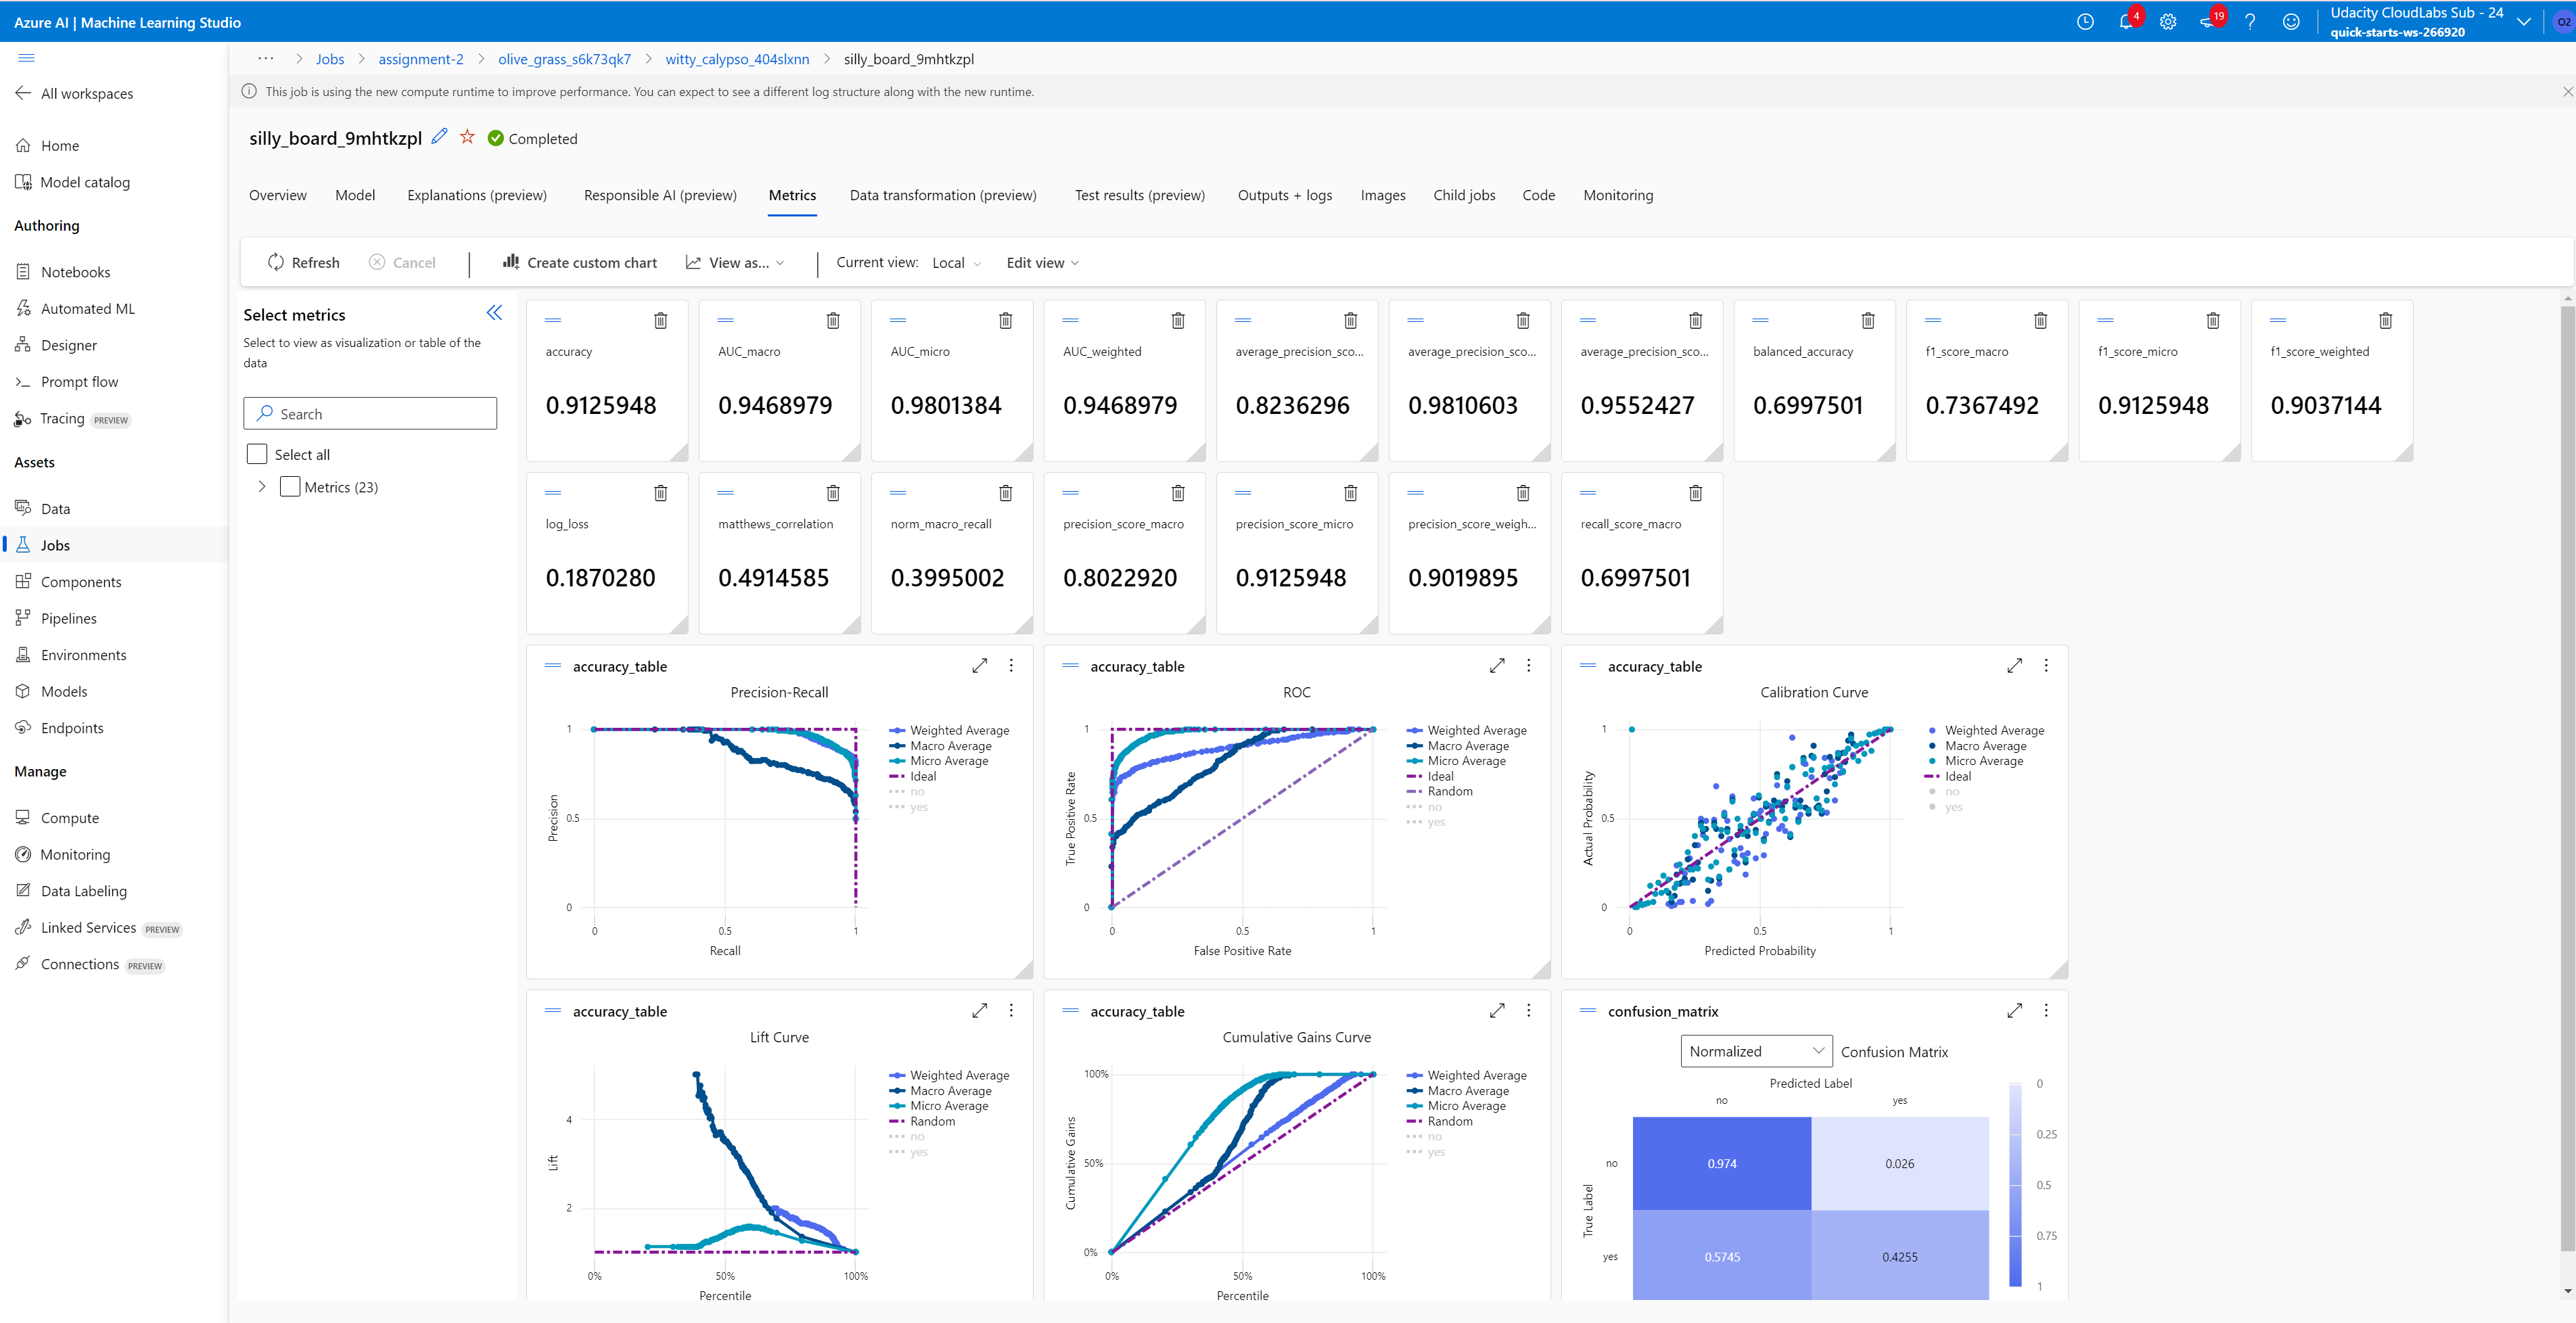 Azure AI | Machine Learning Studio
4
19
Udacity CloudLabs Sub - 24
quick-starts-ws-266920
O2
All workspaces
Home
Model catalog
Authoring
Notebooks
Automated ML
Designer
Prompt flow
Tracing PREVIEW
Assets
Data
Jobs
Components
Pipelines
Environments
Models
Endpoints
Manage
Compute
Monitoring
Data Labeling
Linked Services PREVIEW
Connections PREVIEW
... > Jobs > assignment-2 > olive_grass_s6k73qk7 > witty_calypso_404slxnn > silly_board_9mhtkzpl
This job is using the new compute runtime to improve performance. You can expect to see a different log structure along with the new runtime.
silly_board_9mhtkzpl Completed
Overview Model Explanations (preview) Responsible AI (preview) Metrics Data transformation (preview) Test results (preview) Outputs + logs Images Child jobs Code Monitoring
Refresh Cancel Create custom chart View as... Current view: Local Edit view
Select metrics
Select to view as visualization or table of the
data
Search
Select all
Metrics (23)
accuracy
0.9125948
AUC_macro
0.9468979
AUC_micro
0.9801384
AUC_weighted
0.9468979
average_precision_sco...
0.8236296
average_precision_sco...
0.9810603
average_precision_sco...
0.9552427
balanced_accuracy
0.6997501
f1_score_macro
0.7367492
f1_score_micro
0.9125948
f1_score_weighted
0.9037144
log_loss
0.1870280
matthews_correlation
0.4914585
norm_macro_recall
0.3995002
precision_score_macro
0.8022920
precision_score_micro
0.9125948
precision_score_weigh...
0.9019895
recall_score_macro
0.6997501
accuracy_table
Precision-Recall
1
0.5
0
Precision
0 0.5 1
Recall
Weighted Average
Macro Average
Micro Average
Ideal
no
yes
accuracy_table
ROC
1
0.5
0
True Positive Rate
0 0.5 1
False Positive Rate
Weighted Average
Macro Average
Micro Average
Ideal
Random
no
yes
accuracy_table
Calibration Curve
1
0.5
0
Actual Probability
0 0.5 1
Predicted Probability
Weighted Average
Macro Average
Micro Average
Ideal
no
yes
accuracy_table
Lift Curve
4
2
Lift
0% 50% 100%
Percentile
Weighted Average
Macro Average
Micro Average
Random
no
yes
accuracy_table
Cumulative Gains Curve
100%
50%
0%
Cumulative Gains
0% 50% 100%
Percentile
Weighted Average
Macro Average
Micro Average
Random
no
yes
confusion_matrix
Normalized Confusion Matrix
Predicted Label
no yes
True Label
no 0.974 0.026
yes 0.5745 0.4255
0
0.25
0.5
0.75
1